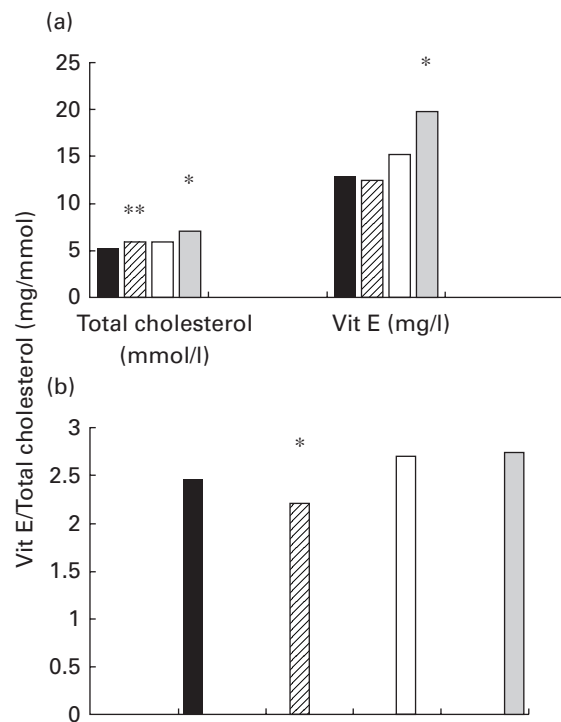 (a)
25
20
15
10
5
0
**
*
*
Total cholesterol
(mmol/l)
Vit E (mg/l)
Vit E/Total cholesterol (mg/mmol)
(b)
3
2.5
2
1.5
1
0.5
0
*